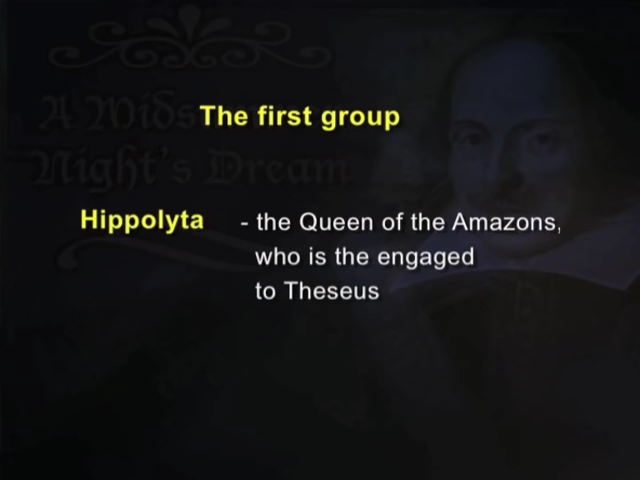 A Midsummer
Night's Dream
The first group
Hippolyta - the Queen of the Amazons,
who is the engaged
to Theseus